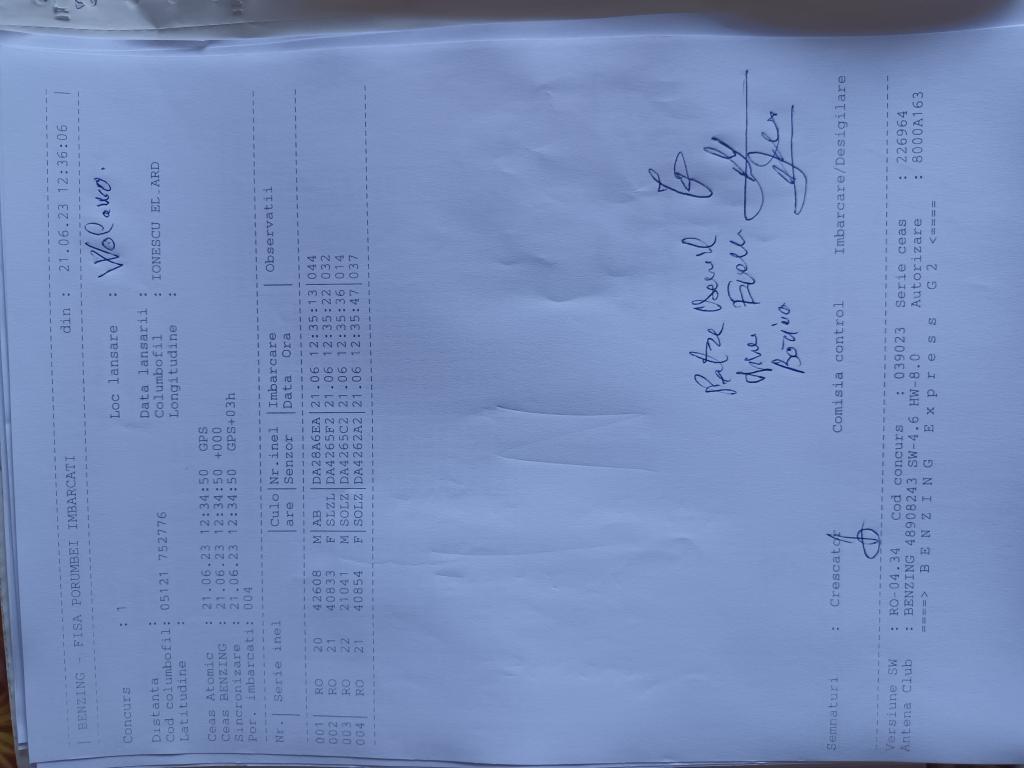 | BENZING - FISA PORUMBEI IMBARCATI din : 21.06.23 12:36:06 |
Concurs : 1 Loc lansare :
Data lansarii :
Distanta : Columbofil : IONESCU EL.ARD
Cod columbofil: 05121 752776 Longitudine :
Latitudine :
Ceas Atomic : 21.06.23 12:34:50 GPS
Ceas BENZING : 21.06.23 12:34:50 +000
Sincronizare : 21.06.23 12:34:50 GPS+03h
Por. imbarcati: 004
Nr.| Serie inel |Culo|Nr.inel |Imbarcare | Observatii
|are |Senzor |Data Ora |
001| RO 20 42608 M|AB |DA28A6EA|21.06 12:35:13|044
002| RO 21 40833 F|SLZL|DA4265F2|21.06 12:35:22|032
003| RO 22 21041 M|SOLZ|DA4265C2|21.06 12:35:36|014
004| RO 21 40854 F|SOLZ|DA4262A2|21.06 12:35:47|037
Semnaturi : Crescator Comisia control Imbarcare/Desigilare
Versiune SW : RO-04.34 Cod concurs : 039023 Serie ceas : 226964
Antena Club : BENZING 48908243 SW-4.6 HW-8.0 Autorizare : 8000A163
====> B E N Z I N G E x p r e s s G 2 <====